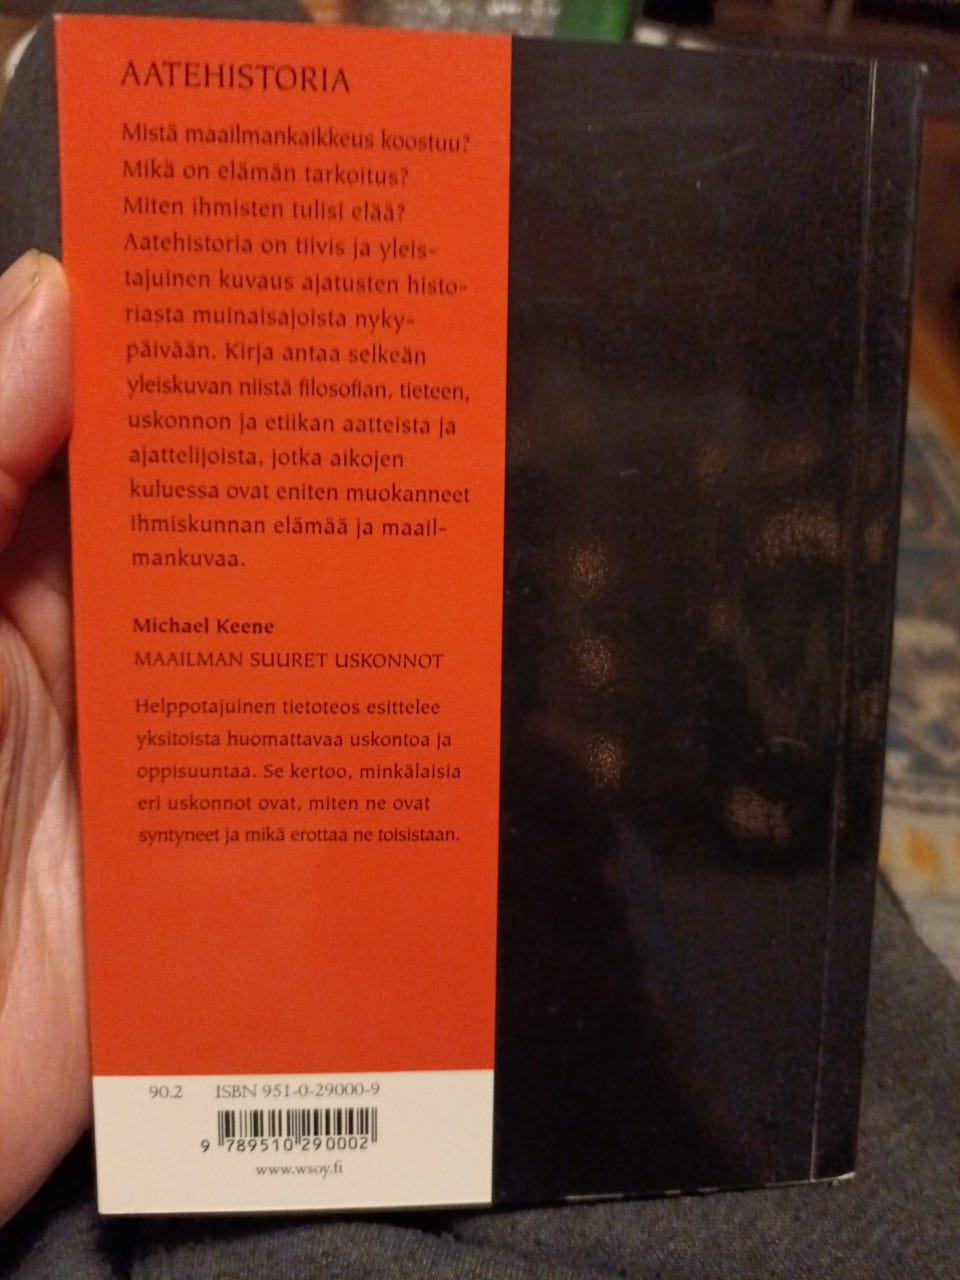 AATEHISTORIA
Mistä maailmankaikkeus koostuu?
Mikä on elämän tarkoitus?
Miten ihmisten tulisi elää?
Aatehistoria on tiivis ja yleis-
tajuinen kuvaus ajatusten histo-
riasta muinaisajoista nyky-
päivään. Kirja antaa selkeän
yleiskuvan niistä filosofian, tieteen,
uskonnon ja etiikan aatteista ja
ajattelijoista, jotka aikojen
kuluessa ovat eniten muokanneet
ihmiskunnan elämää ja maail-
mankuvaa.
Michael Keene
MAAILMAN SUURET USKONNOT
Helppotajuinen tietoteos esittelee
yksitoista huomattavaa uskontoa ja
oppisuuntaa. Se kertoo, minkälaisia
eri uskonnot ovat, miten ne ovat
syntyneet ja mikä erottaa ne toisistaan.
90.2 ISBN 951-0-29000-9
9 789510 290002
www.wsoy.fi